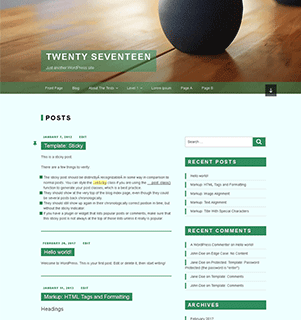 TWENTY SEVENTEEN
Just another WordPress site
Front Page Blog About The Tests Level 1 Lorem Ipsum Page A Page B
POSTS
JANUARY 7, 2012 EDIT
Template: Sticky
This is a sticky post.
There are a few things to verify:
The sticky post should be distinctly recognizable in some way in comparison to
normal posts. You can style the .sticky class if you are using the post_class()
function to generate your post classes, which is a best practice.
They should show at the very top of the blog index page, even though they could
be several posts back chronologically.
They should still show up again in their chronologically correct position in time, but
without the sticky indicator.
If you have a plugin or widget that lists popular posts or comments, make sure that
this sticky post is not always at the top of those lists unless it really is popular.
FEBRUARY 20, 2017 EDIT
Hello world!
Welcome to WordPress. This is your first post. Edit or delete it, then start writing!
JANUARY 11, 2013 EDIT
Markup: HTML Tags and Formatting
Headings
Search ...
RECENT POSTS
Hello world!
Markup: HTML Tags and Formatting
Markup: Image Alignment
Markup: Text Alignment
Markup: Title With Special Characters
RECENT COMMENTS
A WordPress Commenter on Hello world!
John Doe on Edge Case: No Content
John Doe on Protected: Template: Password
Protected (the password is "enter")
Jane Doe on Template: Comments
John Doe on Template: Comments
ARCHIVES
February 2017